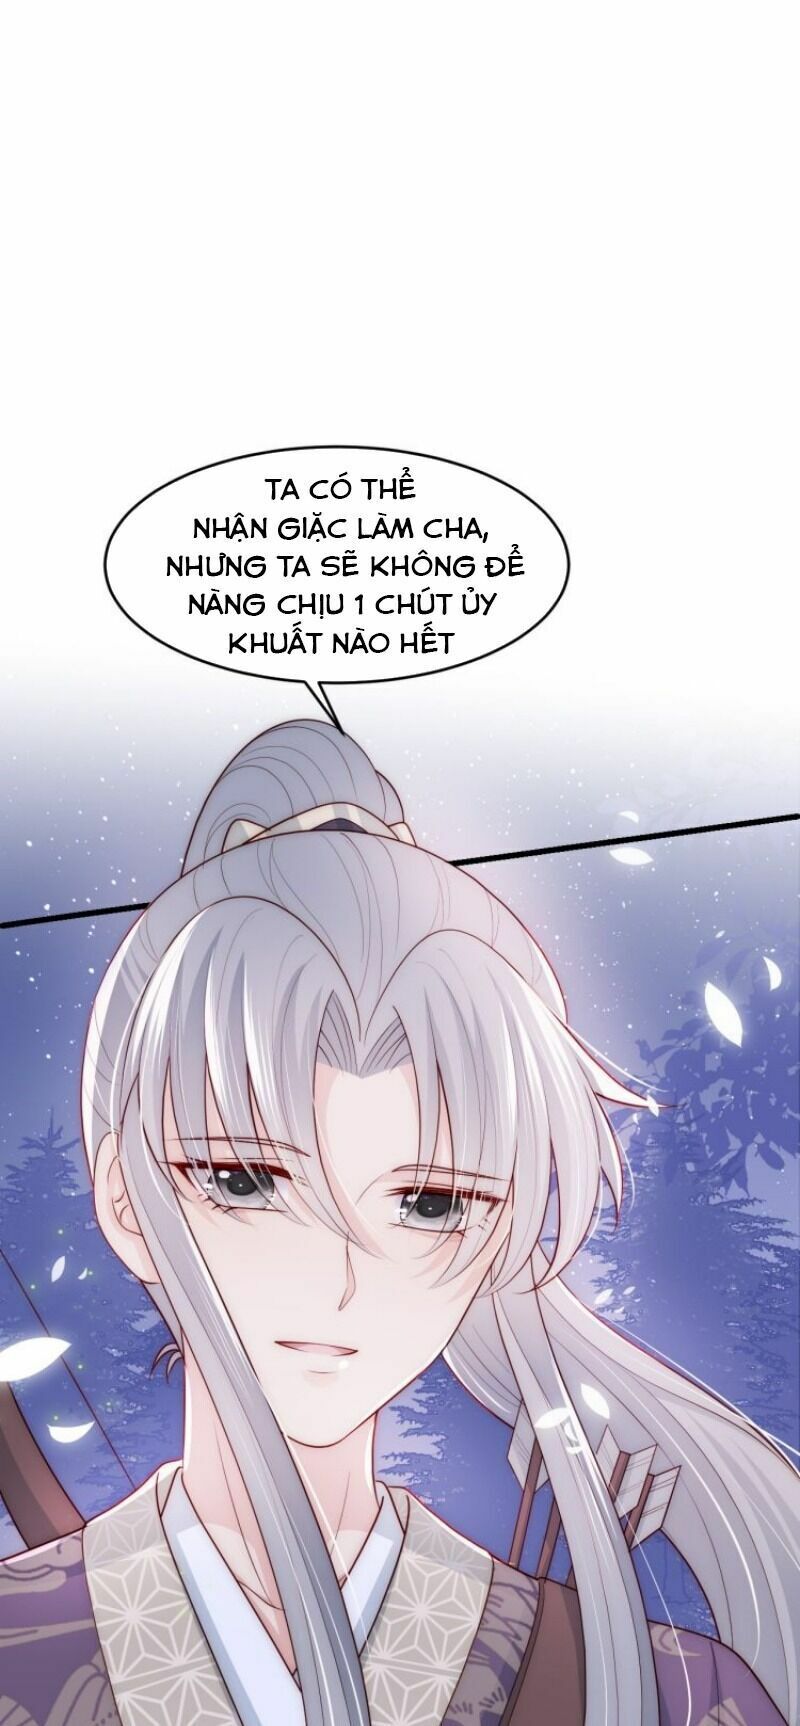 TA CÓ THỂ
NHẬN GIẶC LÀM CHA,
NHƯNG TA SẼ KHÔNG ĐỂ
NÀNG CHỊU 1 CHÚT ỦY
KHUẤT NÀO HẾT